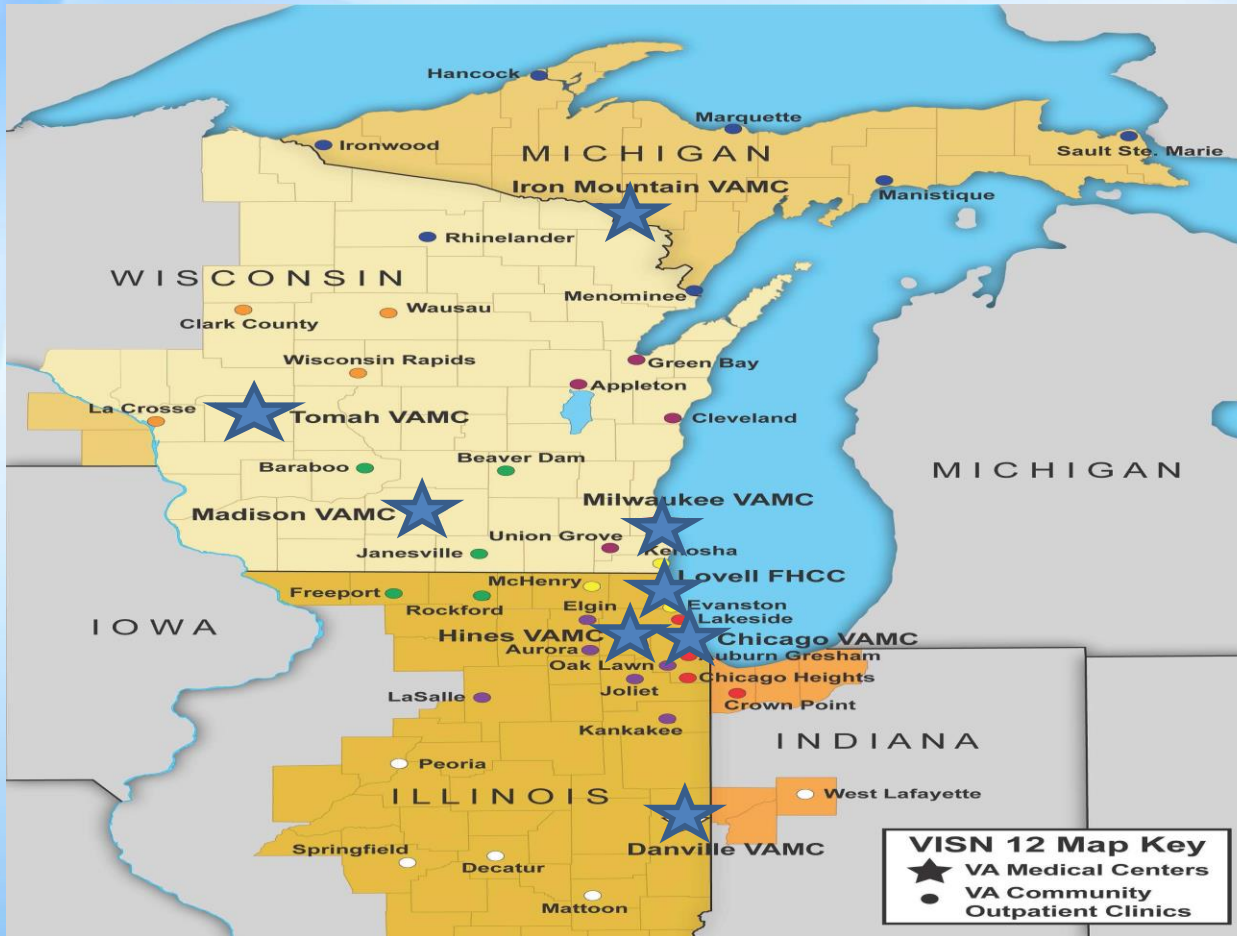 Hancock
Marquette
Ironwood
MICHIGAN
Sault Ste. Marie
Iron Mountain VAMC
Manistique
Rhinelander
WISCONSIN
Menominee
Wausau
Clark County
Wisconsin Rapids
Green Bay
Appleton
La Crosse
Tomah VAMC
Cleveland
Baraboo
Beaver Dam
MICHIGAN
Milwaukee VAMC
Madison VAMC
Union Grove
Janesville
Kenosha
Lovell FHCC
McHenry
Freeport
Rockford
Elgin
Evanston
Lakeside
IOWA
Hines VAMC
Chicago VAMC
Aurora
Auburn Gresham
Oak Lawn
Chicago Heights
Joliet
LaSalle
Crown Point
Kankakee
INDIANA
Peoria
ILLINOIS
West Lafayette
Danville VAMC
Springfield
Decatur
Mattoon
VISN 12 Map Key
VA Medical Centers
VA Community
Outpatient Clinics